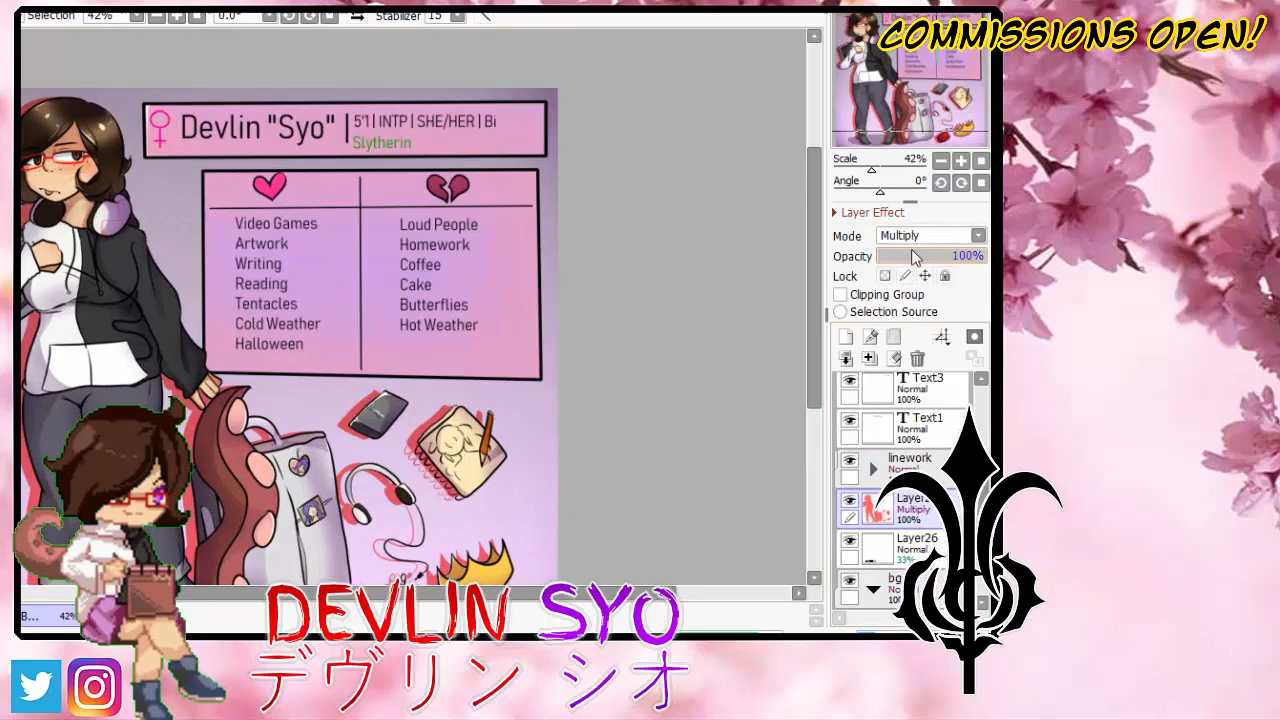 Selection 42% 0.0° Stabilizer 15
COMMISSIONS OPEN!
Devlin "Syo"
5'1 | INTP | SHE/HER | Bi
Slytherin
Video Games
Artwork
Writing
Reading
Tentacles
Cold Weather
Halloween
Loud People
Homework
Coffee
Cake
Butterflies
Hot Weather
Scale 42%
Angle 0°
Layer Effect
Mode Multiply
Opacity 100%
Lock
Clipping Group
Selection Source
T Text3
Normal
100%
T Text1
Normal
100%
linework
Multiply
100%
Layer26
Normal
33%
bg
B... 42%
DEVLIN SYO
デヴリン シオ